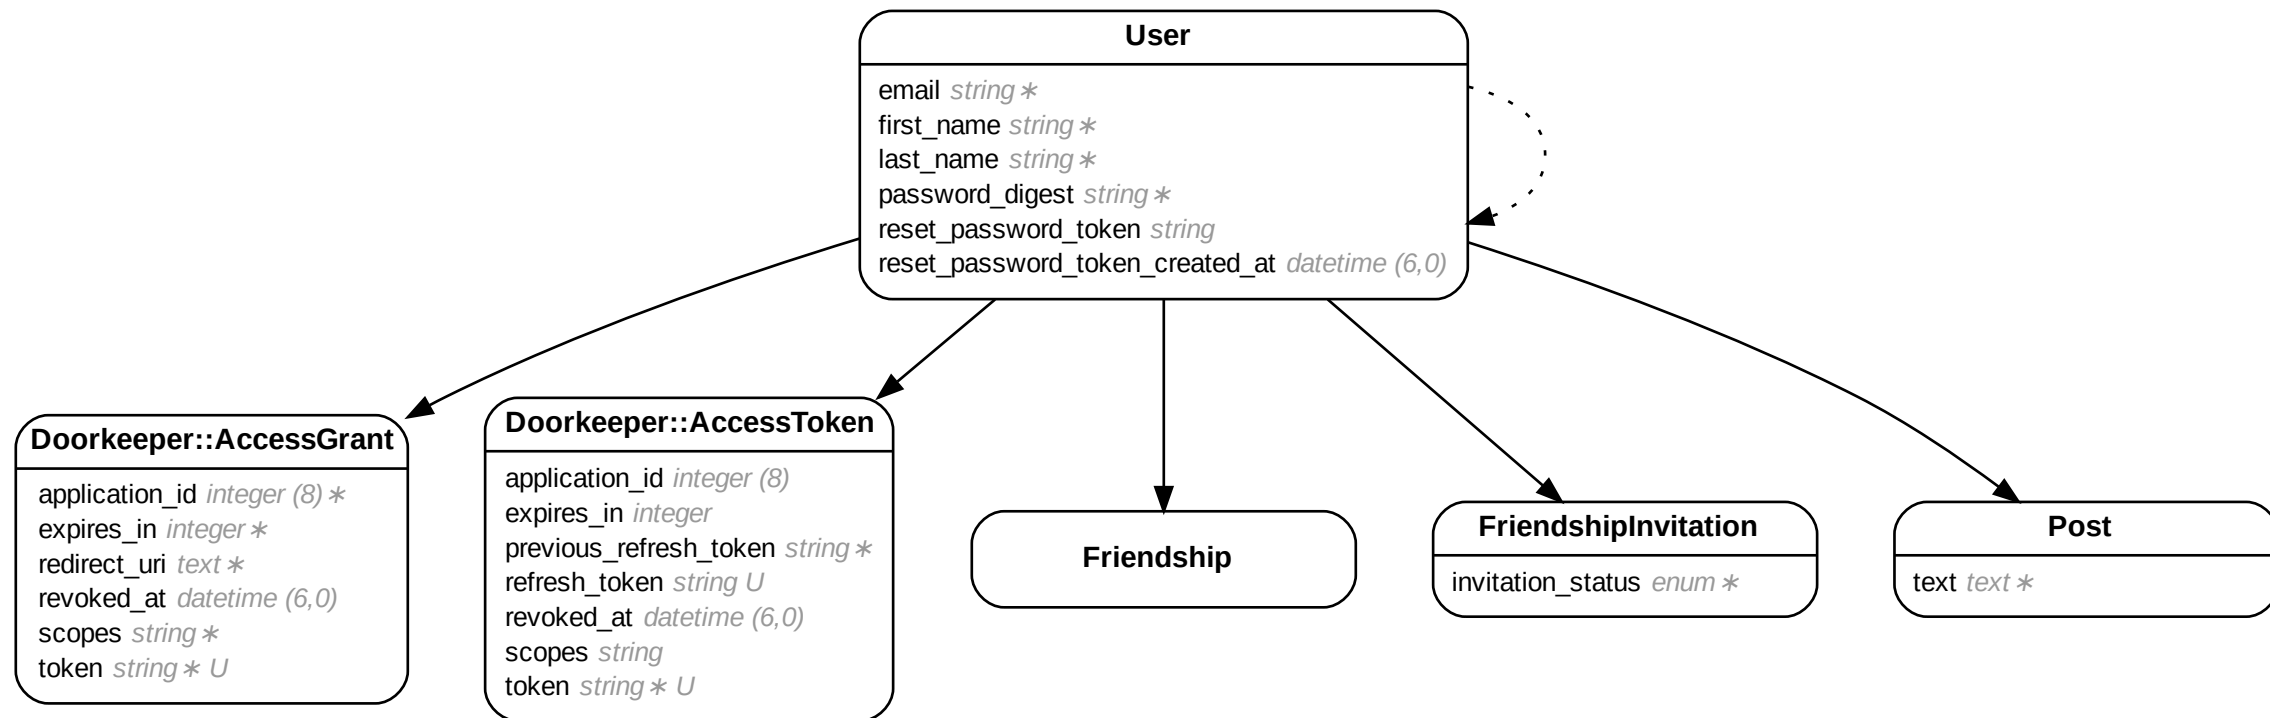 User
email string ∗
first_name string ∗
last_name string ∗
password_digest string ∗
reset_password_token string
reset_password_token_created_at datetime (6,0)
Doorkeeper::AccessGrant
application_id integer (8) ∗
expires_in integer ∗
redirect_uri text ∗
revoked_at datetime (6,0)
scopes string ∗
token string ∗ U
Doorkeeper::AccessToken
application_id integer (8)
expires_in integer
previous_refresh_token string ∗
refresh_token string U
revoked_at datetime (6,0)
scopes string
token string ∗ U
Friendship
FriendshipInvitation
invitation_status enum ∗
Post
text text ∗